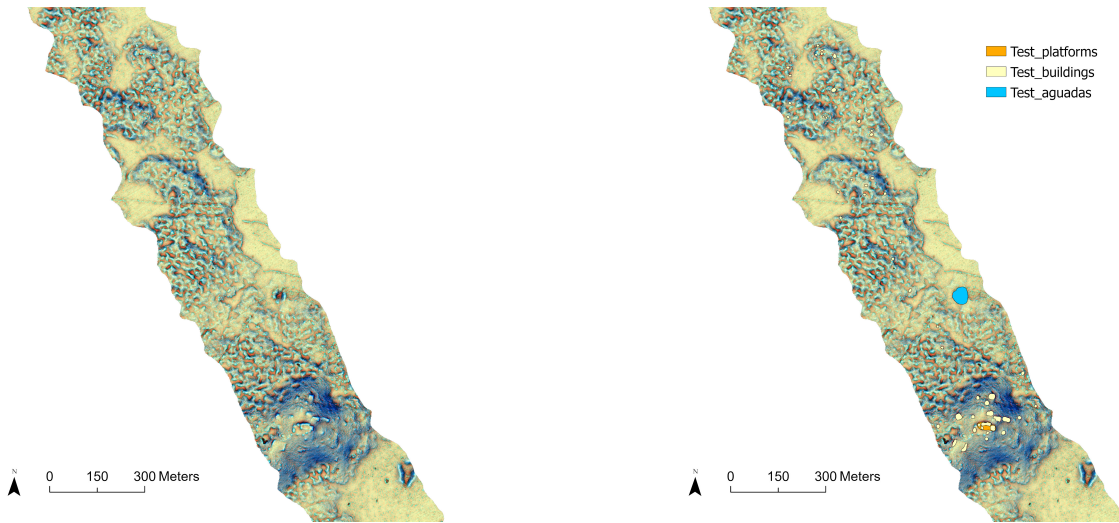 Test_platforms
Test_buildings
Test_aguadas
N
0 150 300 Meters
N
0 150 300 Meters